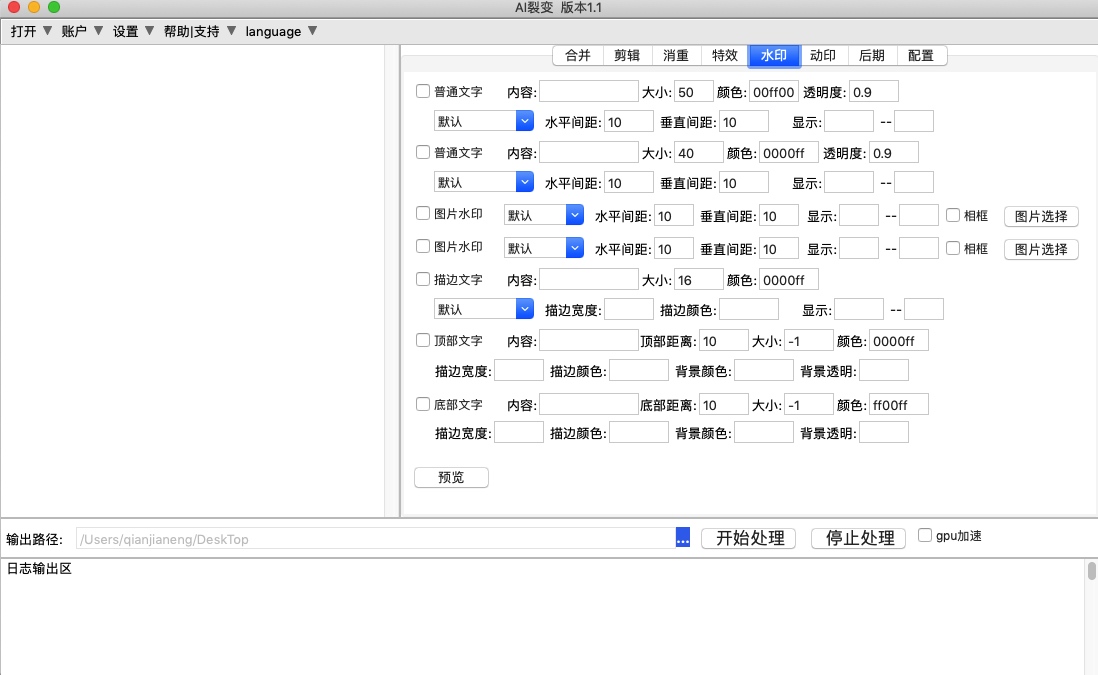 AI裂变 版本1.1
打开 ▼ 账户 ▼ 设置 ▼ 帮助|支持 ▼ language ▼
合并 剪辑 消重 特效 水印 动印 后期 配置
普通文字 内容: 大小: 50 颜色: 00ff00 透明度: 0.9
默认 水平间距: 10 垂直间距: 10 显示: --
普通文字 内容: 大小: 40 颜色: 0000ff 透明度: 0.9
默认 水平间距: 10 垂直间距: 10 显示: --
图片水印 默认 水平间距: 10 垂直间距: 10 显示: -- 相框 图片选择
图片水印 默认 水平间距: 10 垂直间距: 10 显示: -- 相框 图片选择
描边文字 内容: 大小: 16 颜色: 0000ff
默认 描边宽度: 描边颜色: 显示: --
顶部文字 内容: 顶部距离: 10 大小: -1 颜色: 0000ff
描边宽度: 描边颜色: 背景颜色: 背景透明:
底部文字 内容: 底部距离: 10 大小: -1 颜色: ff00ff
描边宽度: 描边颜色: 背景颜色: 背景透明:
预览
输出路径: /Users/qianjianeng/DeskTop ... 开始处理 停止处理 gpu加速
日志输出区